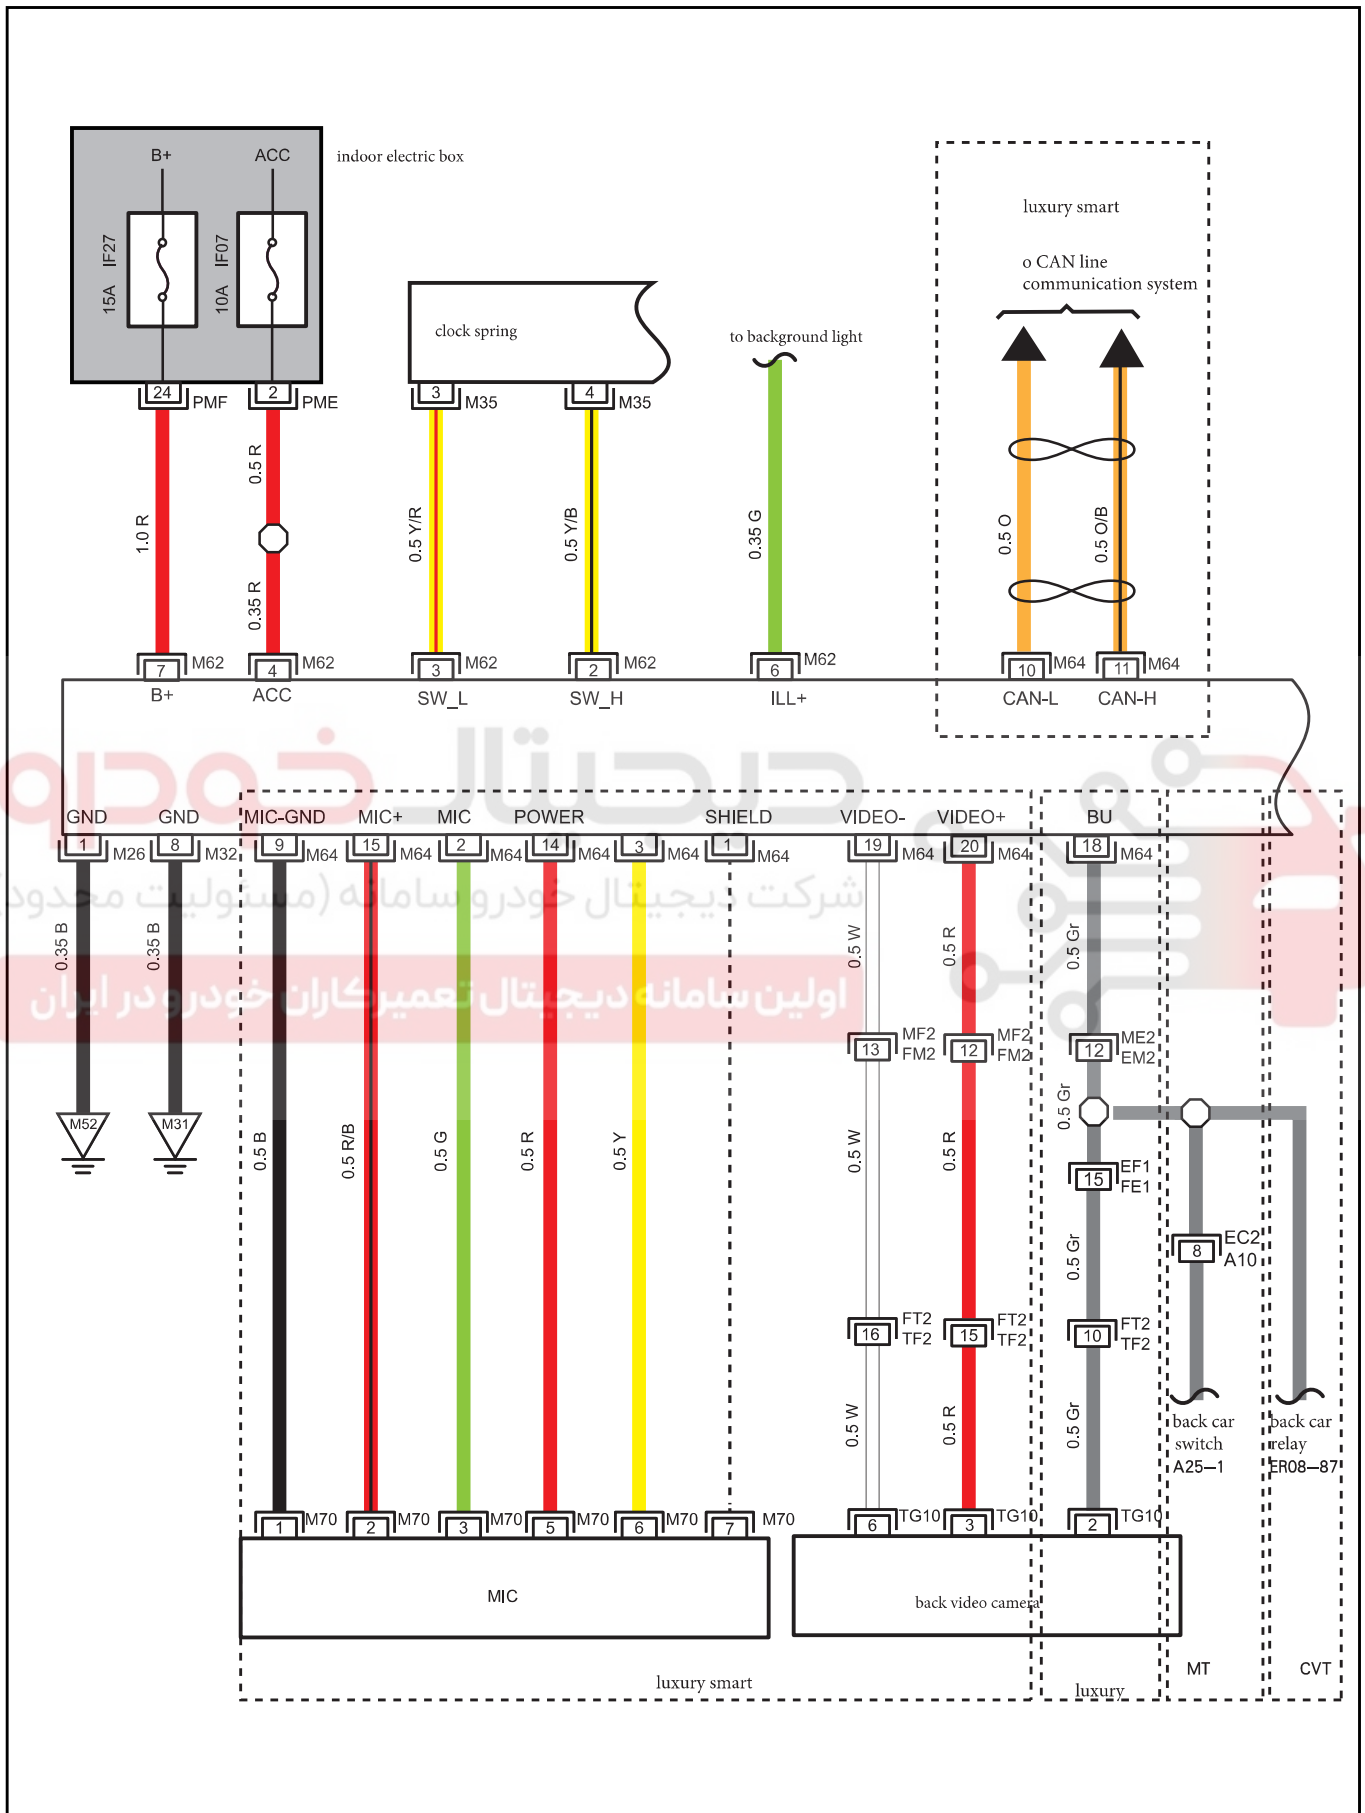 B+
ACC
indoor electric box
15A IF27
10A IF07
luxury smart
o CAN line
communication system
clock spring
to background light
24 PMF
2 PME
3 M35
4 M35
1.0 R
0.5 R
0.35 R
0.5 Y/R
0.5 Y/B
0.35 G
0.5 O
0.5 O/B
7 M62
4 M62
3 M62
2 M62
6 M62
10 M64
11 M64
B+
ACC
SW_L
SW_H
ILL+
CAN-L
CAN-H
دیجیتال خودرو
GND
GND
MIC-GND
MIC+
MIC
POWER
SHIELD
VIDEO-
VIDEO+
BU
1 M26
8 M32
9 M64
15 M64
2 M64
14 M64
3 M64
1 M64
19 M64
20 M64
18 M64
شرکت دیجیتال خودرو سامانه (مسئولیت محدود)
0.35 B
0.35 B
0.5 W
0.5 R
0.5 Gr
اولین سامانه دیجیتال تعمیرکاران خودرو در ایران
13 MF2
FM2
12 MF2
FM2
12 ME2
EM2
M52
M31
0.5 B
0.5 R/B
0.5 G
0.5 R
0.5 Y
0.5 W
0.5 R
0.5 Gr
15 EF1
FE1
0.5 Gr
8 EC2
A10
16 FT2
TF2
15 FT2
TF2
10 FT2
TF2
0.5 W
0.5 R
0.5 Gr
back car
switch
A25-1
back car
relay
ER08-87
1 M70
2 M70
3 M70
5 M70
6 M70
7 M70
6 TG10
3 TG10
2 TG10
MIC
back video camera
luxury smart
luxury
MT
CVT